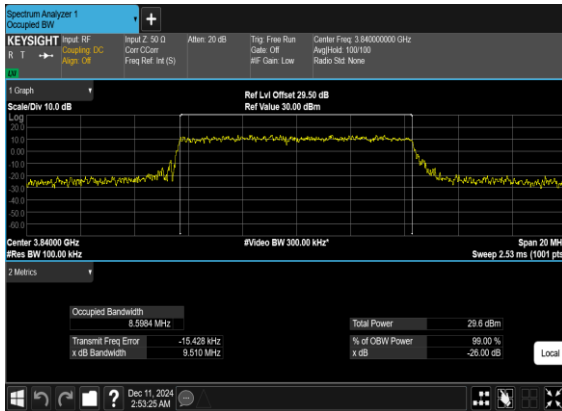 Spectrum Analyzer 1
Occupied BW
+
KEYSIGHT Input: RF
R T Coupling: DC
Align: Off
LXI
Input Z: 50 Ω
Corr CCorr
Freq Ref: Int (S)
Atten: 20 dB
Trig: Free Run
Gate: Off
#IF Gain: Low
Center Freq: 3.840000000 GHz
Avg|Hold: 100/100
Radio Std: None
1 Graph
Scale/Div 10.0 dB
Ref Lvl Offset 29.50 dB
Ref Value 30.00 dBm
Log
20.0
10.0
0.00
-10.0
-20.0
-30.0
-40.0
-50.0
-60.0
Center 3.84000 GHz
#Res BW 100.00 kHz
#Video BW 300.00 kHz*
Span 20 MH
Sweep 2.53 ms (1001 pts
2 Metrics
Occupied Bandwidth
8.5984 MHz
Transmit Freq Error -15.428 kHz
x dB Bandwidth 9.510 MHz
Total Power 29.6 dBm
% of OBW Power 99.00 %
x dB -26.00 dB
Local
?
Dec 11, 2024
2:53:25 AM